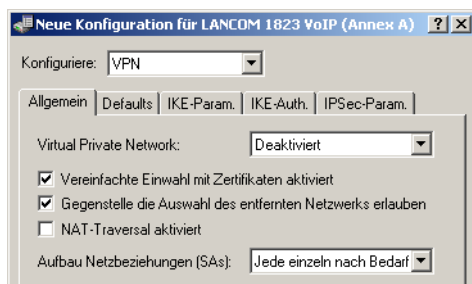 Neue Konfiguration für LANCOM 1823 VoIP (Annex A)
Konfiguriere: VPN
Allgemein Defaults IKE-Param. IKE-Auth. IPSec-Param.
Virtual Private Network: Deaktiviert
Vereinfachte Einwahl mit Zertifikaten aktiviert
Gegenstelle die Auswahl des entfernten Netzwerks erlauben
NAT-Traversal aktiviert
Aufbau Netzbeziehungen (SAs): Jede einzeln nach Bedarf